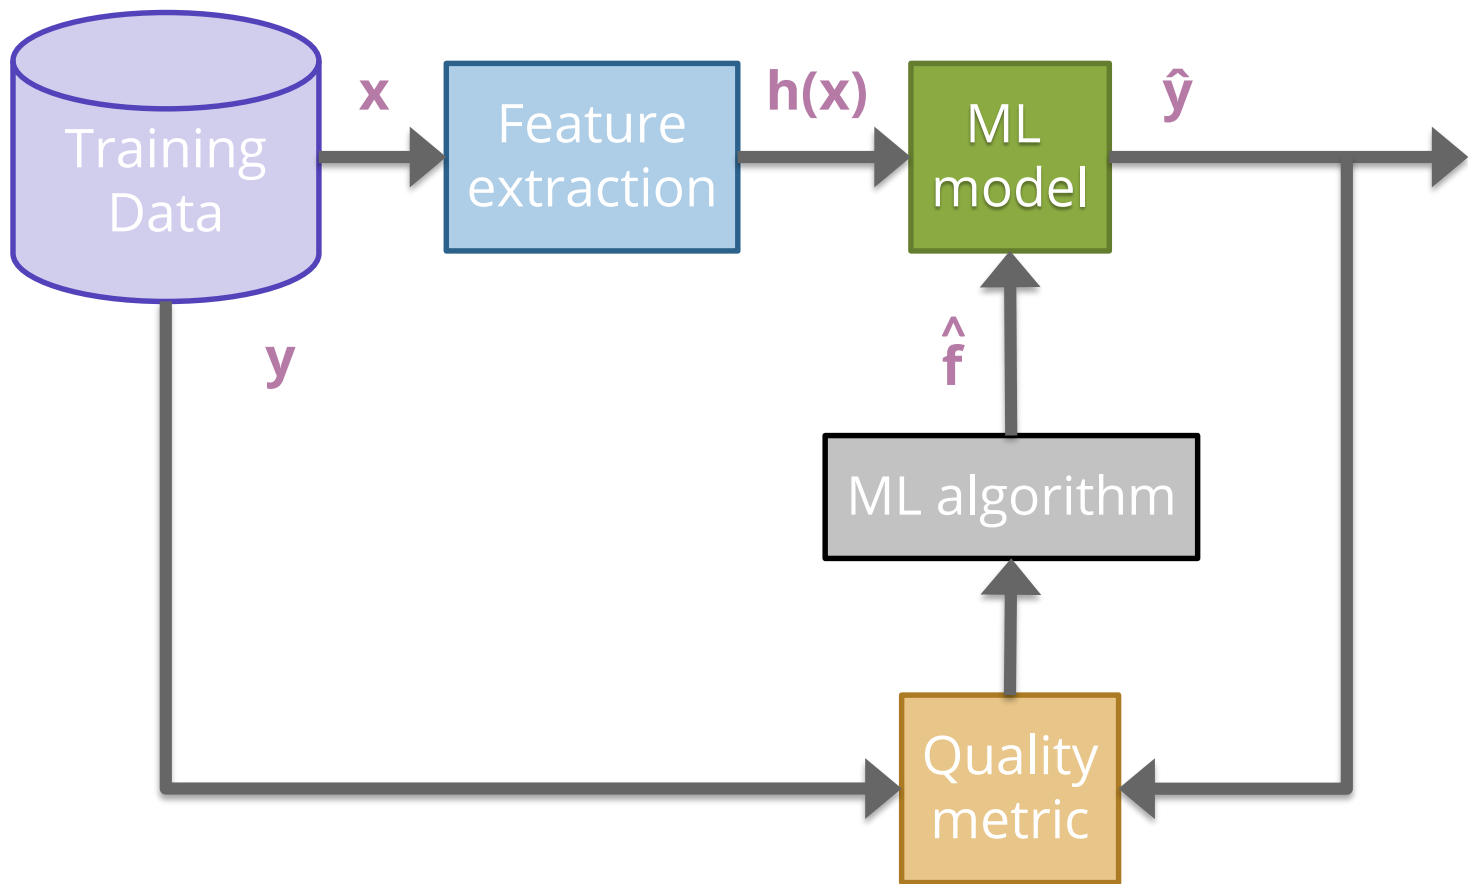 Training
Data
x
Feature
extraction
h(x)
ML
model
ŷ
y
f̂
ML algorithm
Quality
metric